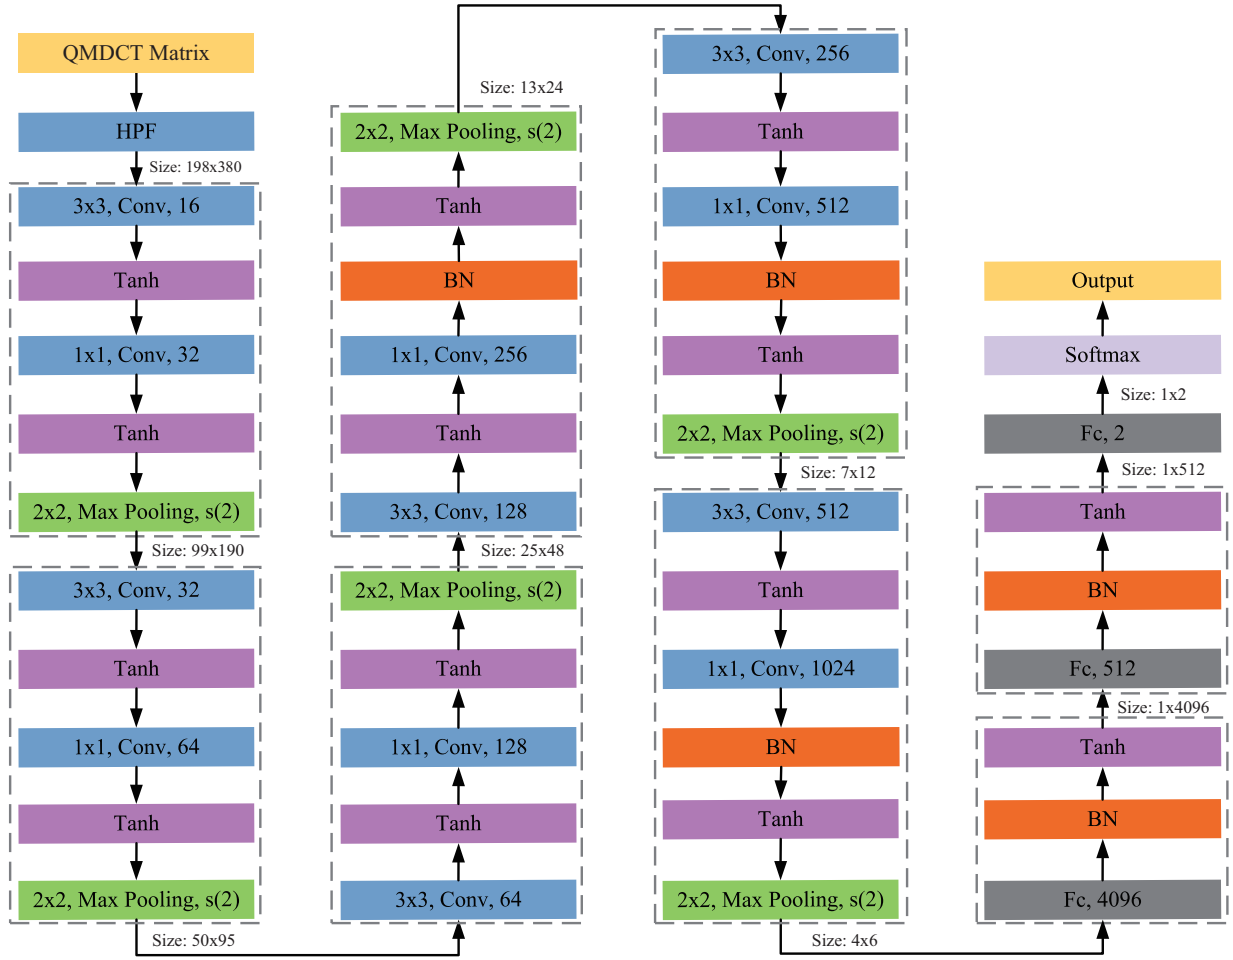 QMDCT Matrix
HPF
Size: 198x380
3x3, Conv, 16
Tanh
1x1, Conv, 32
Tanh
2x2, Max Pooling, s(2)
Size: 99x190
3x3, Conv, 32
Tanh
1x1, Conv, 64
Tanh
2x2, Max Pooling, s(2)
Size: 50x95
3x3, Conv, 64
Tanh
1x1, Conv, 128
Tanh
2x2, Max Pooling, s(2)
Size: 25x48
3x3, Conv, 128
Tanh
1x1, Conv, 256
BN
Tanh
2x2, Max Pooling, s(2)
Size: 13x24
3x3, Conv, 256
Tanh
1x1, Conv, 512
BN
Tanh
2x2, Max Pooling, s(2)
Size: 7x12
3x3, Conv, 512
Tanh
1x1, Conv, 1024
BN
Tanh
2x2, Max Pooling, s(2)
Size: 4x6
Fc, 4096
BN
Tanh
Size: 1x4096
Fc, 512
BN
Tanh
Size: 1x512
Fc, 2
Size: 1x2
Softmax
Output